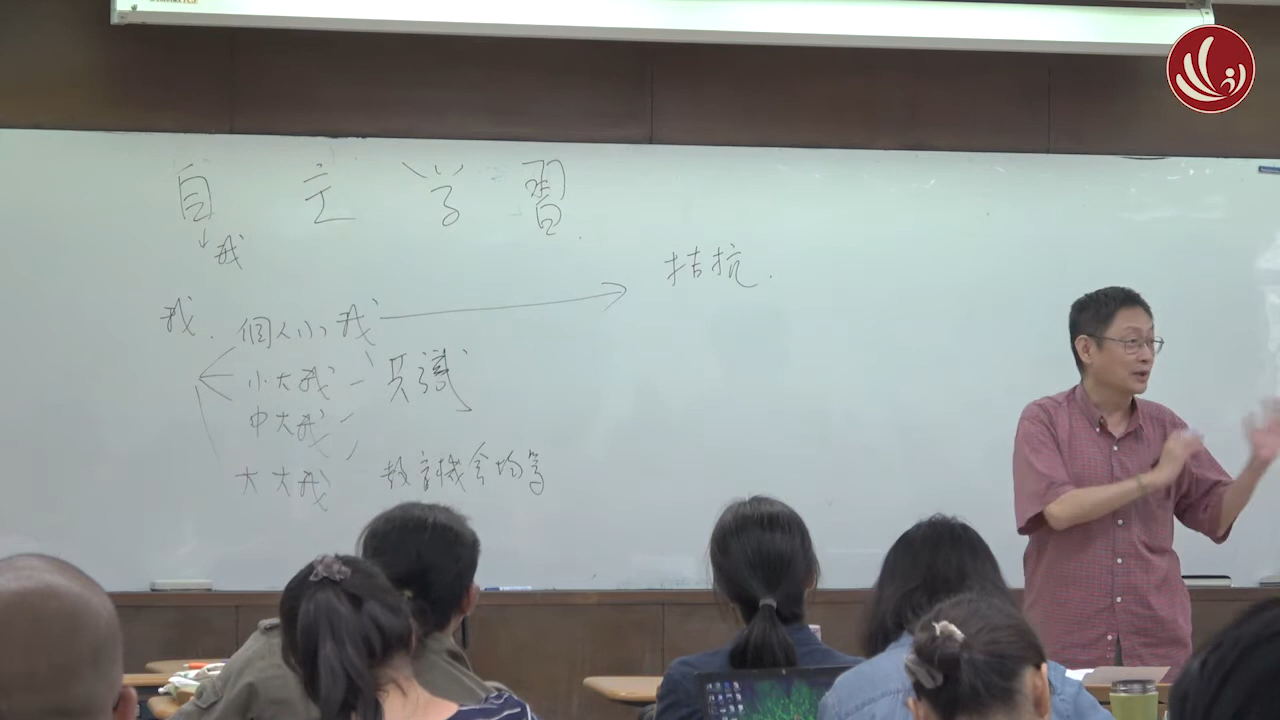 自主学習
我
拮抗
我. 個人小我
小大我
共識
中大我
大大我
教育機会均等